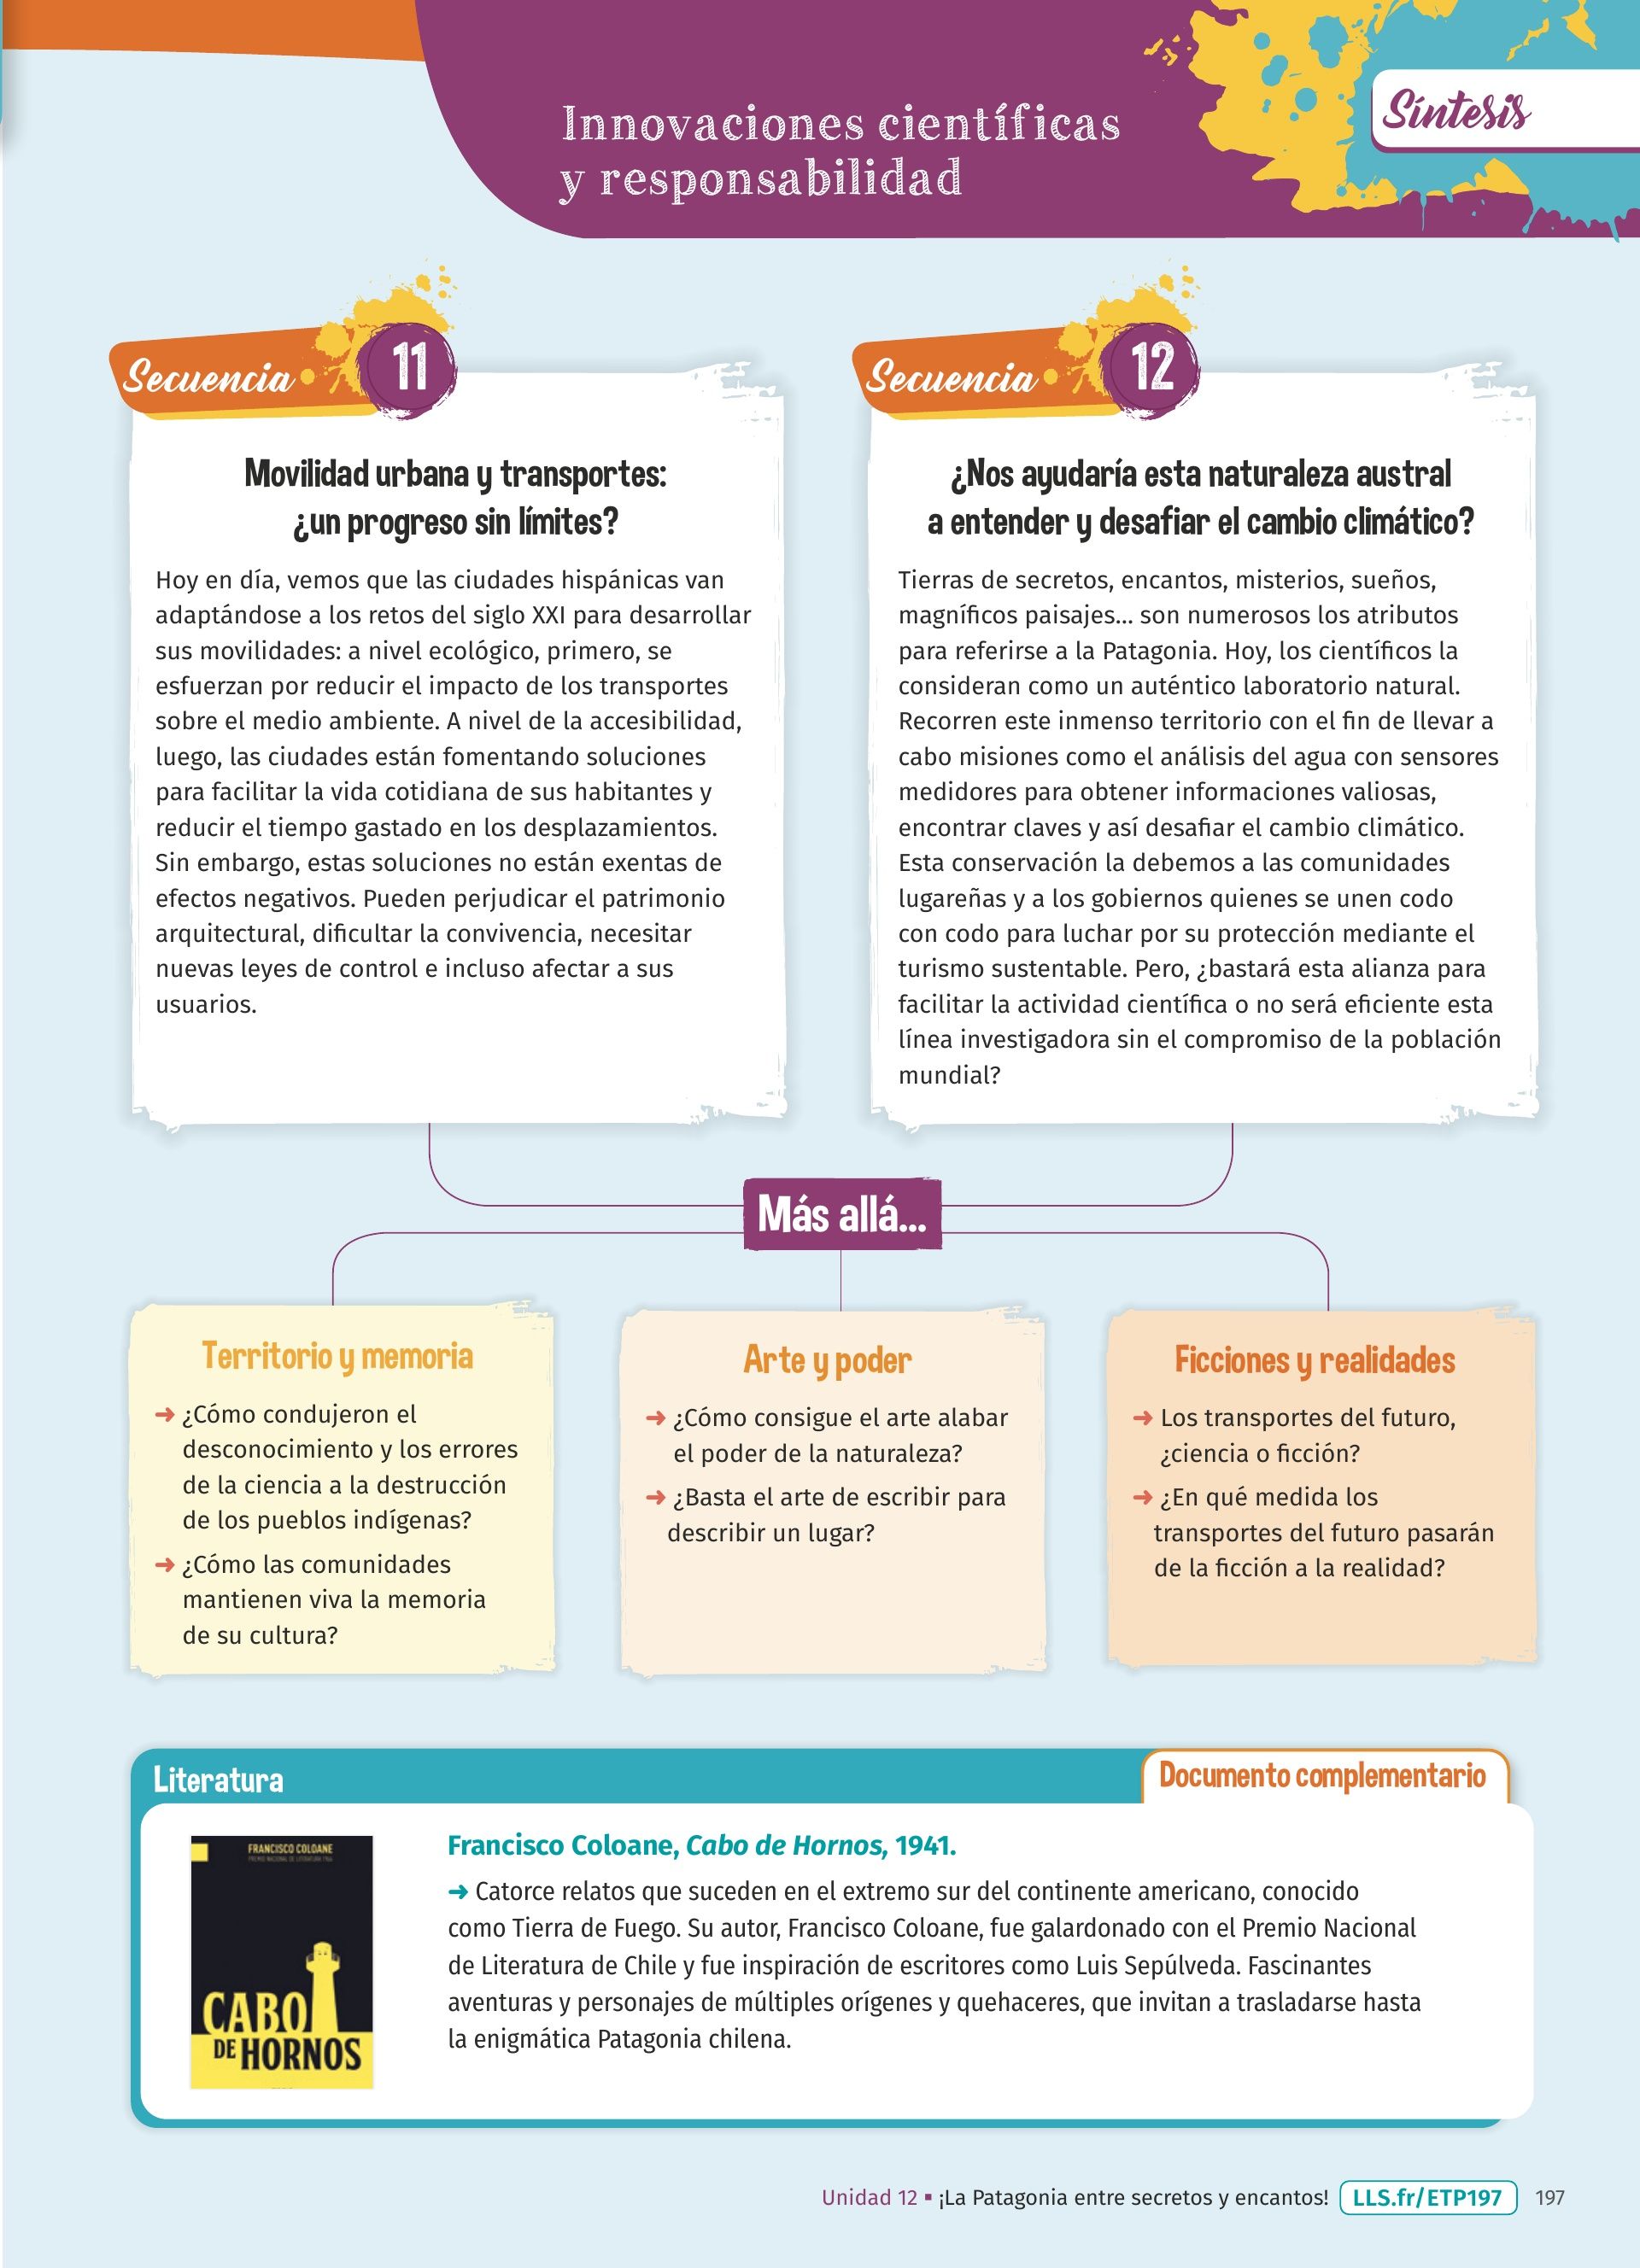 Innovaciones científicas
y responsabilidad
Síntesis
Secuencia 11
Movilidad urbana y transportes:
¿un progreso sin límites?
Hoy en día, vemos que las ciudades hispánicas van
adaptándose a los retos del siglo XXI para desarrollar
sus movilidades: a nivel ecológico, primero, se
esfuerzan por reducir el impacto de los transportes
sobre el medio ambiente. A nivel de la accesibilidad,
luego, las ciudades están fomentando soluciones
para facilitar la vida cotidiana de sus habitantes y
reducir el tiempo gastado en los desplazamientos.
Sin embargo, estas soluciones no están exentas de
efectos negativos. Pueden perjudicar el patrimonio
arquitectural, dificultar la convivencia, necesitar
nuevas leyes de control e incluso afectar a sus
usuarios.
Secuencia 12
¿Nos ayudaría esta naturaleza austral
a entender y desafiar el cambio climático?
Tierras de secretos, encantos, misterios, sueños,
magníficos paisajes... son numerosos los atributos
para referirse a la Patagonia. Hoy, los científicos la
consideran como un auténtico laboratorio natural.
Recorren este inmenso territorio con el fin de llevar a
cabo misiones como el análisis del agua con sensores
medidores para obtener informaciones valiosas,
encontrar claves y así desafiar el cambio climático.
Esta conservación la debemos a las comunidades
lugareñas y a los gobiernos quienes se unen codo
con codo para luchar por su protección mediante el
turismo sustentable. Pero, ¿bastará esta alianza para
facilitar la actividad científica o no será eficiente esta
línea investigadora sin el compromiso de la población
mundial?
Más allá...
Territorio y memoria
➜ ¿Cómo condujeron el
desconocimiento y los errores
de la ciencia a la destrucción
de los pueblos indígenas?
➜ ¿Cómo las comunidades
mantienen viva la memoria
de su cultura?
Arte y poder
➜ ¿Cómo consigue el arte alabar
el poder de la naturaleza?
➜ ¿Basta el arte de escribir para
describir un lugar?
Ficciones y realidades
➜ Los transportes del futuro,
¿ciencia o ficción?
➜ ¿En qué medida los
transportes del futuro pasarán
de la ficción a la realidad?
Literatura
Documento complementario
FRANCISCO COLOANE
PREMIO NACIONAL DE LITERATURA 1964
CABO
DE HORNOS
Francisco Coloane, Cabo de Hornos, 1941.
➜ Catorce relatos que suceden en el extremo sur del continente americano, conocido
como Tierra de Fuego. Su autor, Francisco Coloane, fue galardonado con el Premio Nacional
de Literatura de Chile y fue inspiración de escritores como Luis Sepúlveda. Fascinantes
aventuras y personajes de múltiples orígenes y quehaceres, que invitan a trasladarse hasta
la enigmática Patagonia chilena.
Unidad 12 ▪ ¡La Patagonia entre secretos y encantos! LLS.fr/ETP197 197